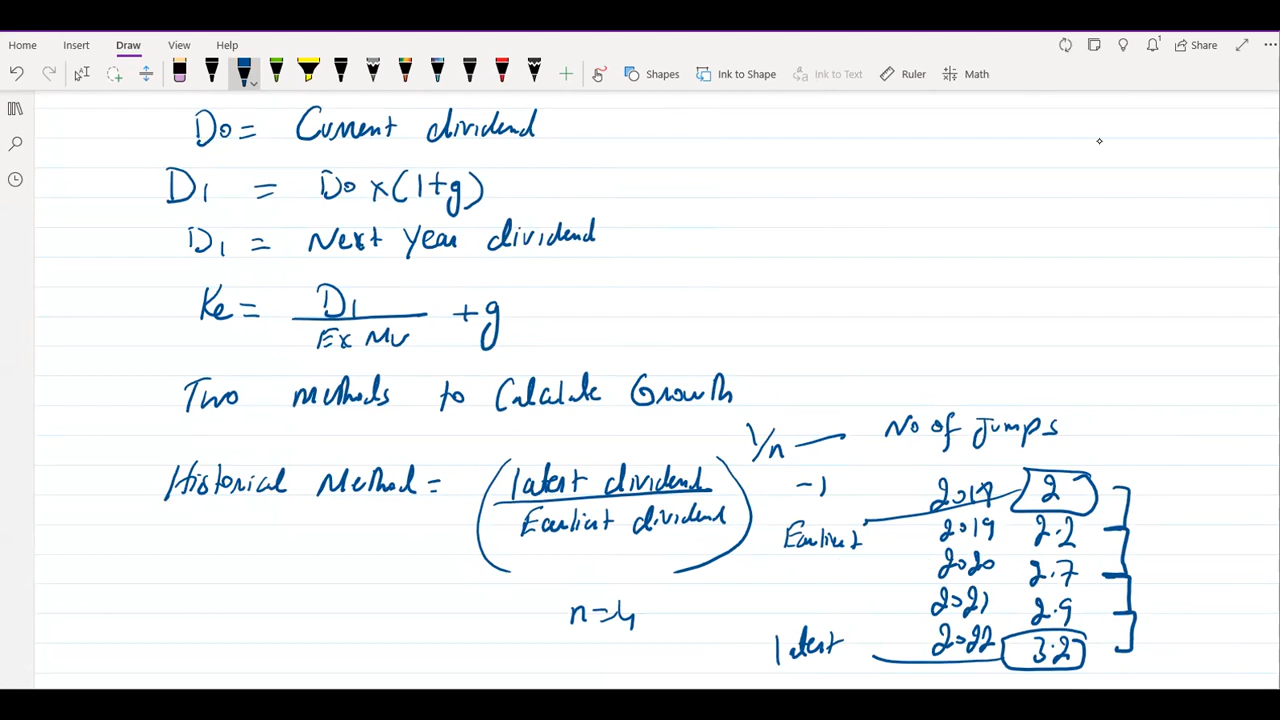 Home Insert Draw View Help
1 Share
Shapes Ink to Shape Ink to Text Ruler Math
Do = Current dividend
D1 = Do x (1+g)
D1 = Next year dividend
Ke = D1 / Ex Mv + g
Two methods to Calculate Growth
Historical Method = (latest dividend / Earliest dividend) 1/n - 1
1/n — No of Jumps
Earliest
2
2019 2.2
2020 2.7
2021 2.9
latest 2022 3.2
n=4